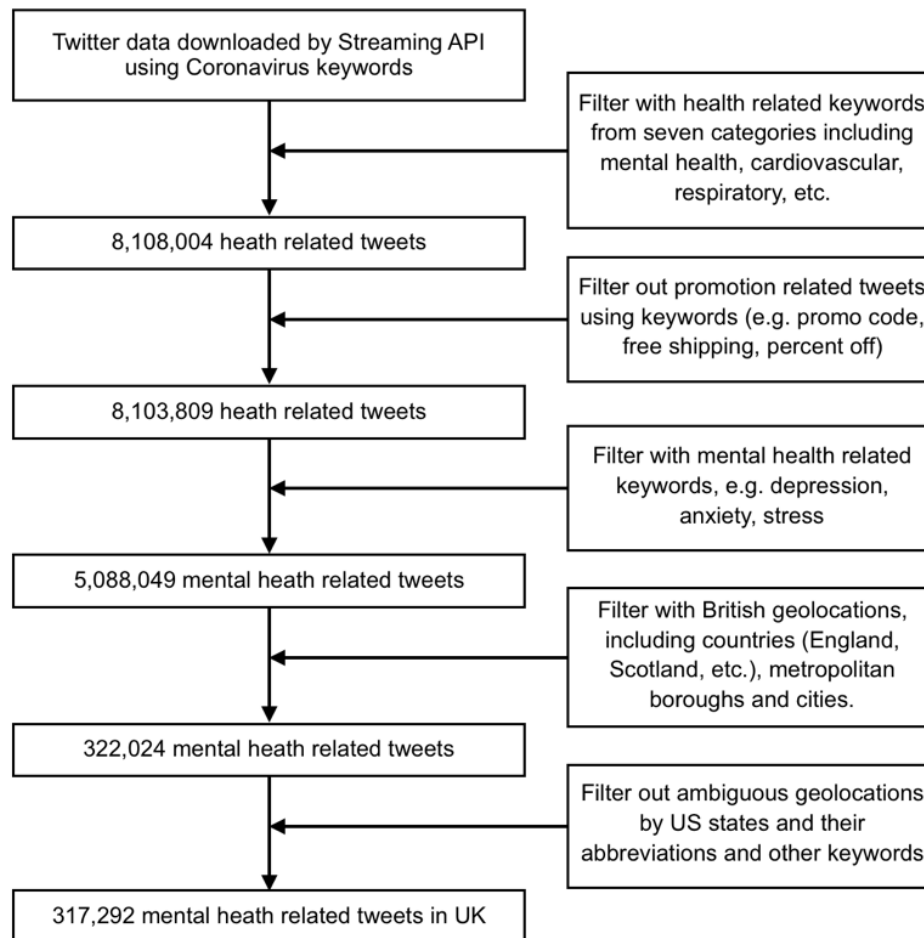 Twitter data downloaded by Streaming API
using Coronavirus keywords
Filter with health related keywords
from seven categories including
mental health, cardiovascular,
respiratory, etc.
8,108,004 heath related tweets
Filter out promotion related tweets
using keywords (e.g. promo code,
free shipping, percent off)
8,103,809 heath related tweets
Filter with mental health related
keywords, e.g. depression,
anxiety, stress
5,088,049 mental heath related tweets
Filter with British geolocations,
including countries (England,
Scotland, etc.), metropolitan
boroughs and cities.
322,024 mental heath related tweets
Filter out ambiguous geolocations
by US states and their
abbreviations and other keywords
317,292 mental heath related tweets in UK